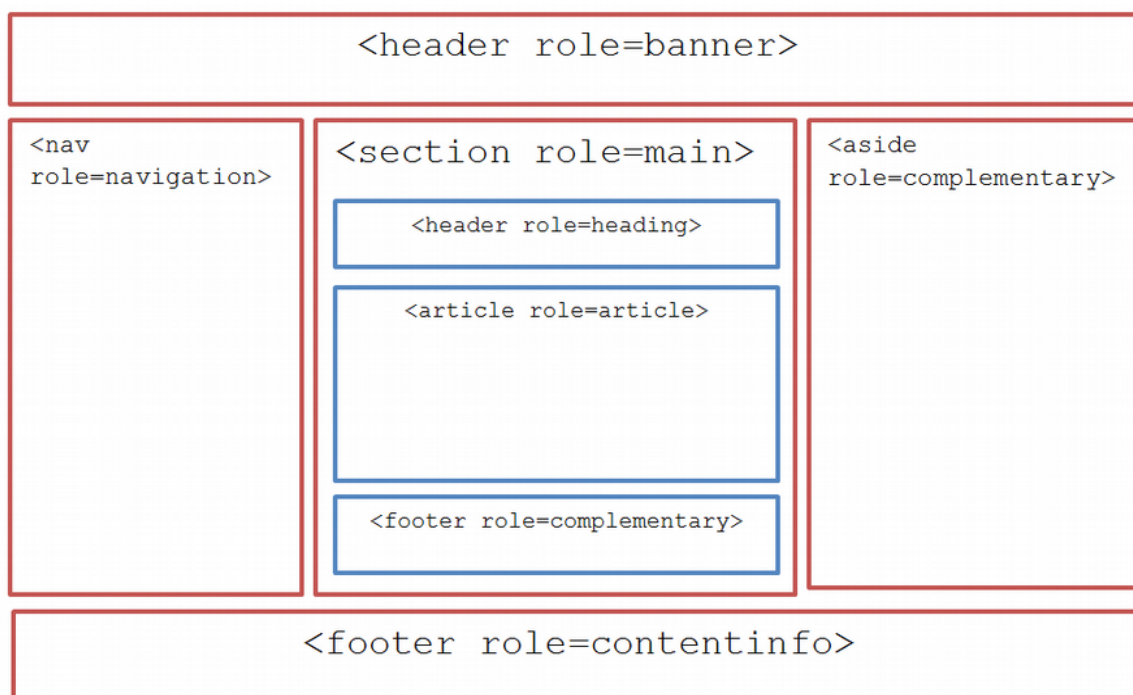 <header role=banner>
<nav
role=navigation>
<section role=main>
<header role=heading>
<article role=article>
<footer role=complementary>
<aside
role=complementary>
<footer role=contentinfo>